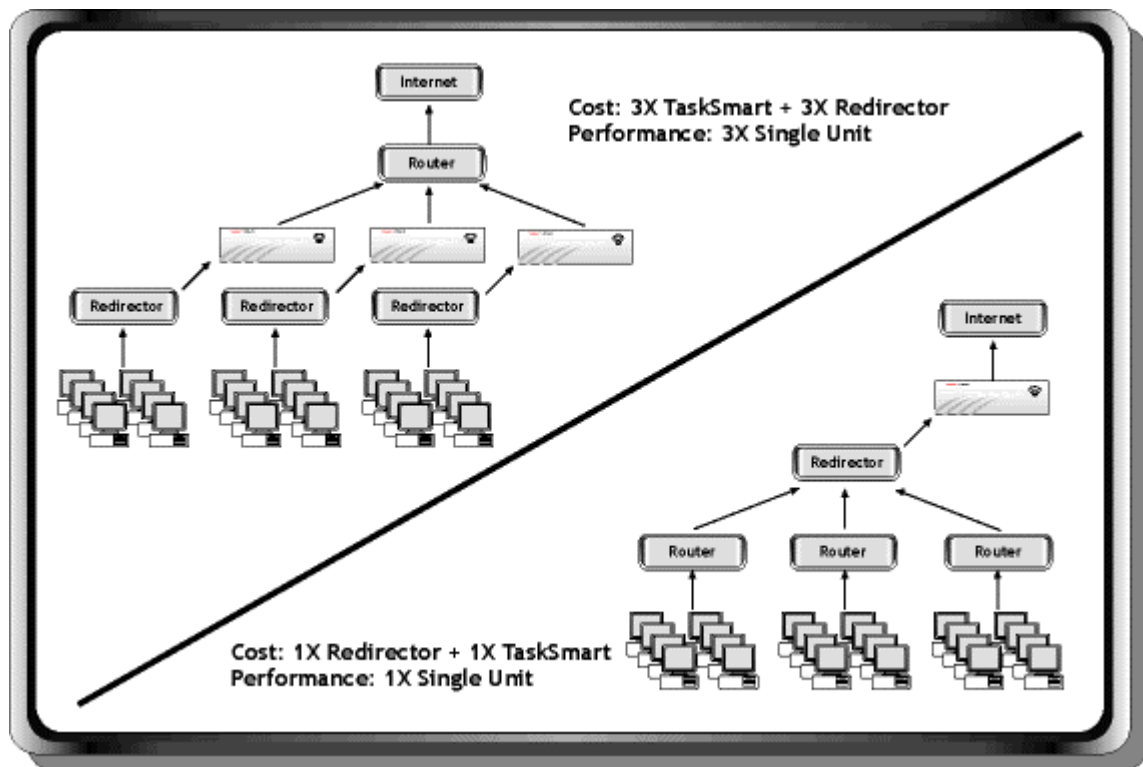 Internet
Cost: 3X TaskSmart + 3X Redirector
Performance: 3X Single Unit
Router
Redirector
Redirector
Redirector
Internet
Redirector
Router
Router
Router
Cost: 1X Redirector + 1X TaskSmart
Performance: 1X Single Unit